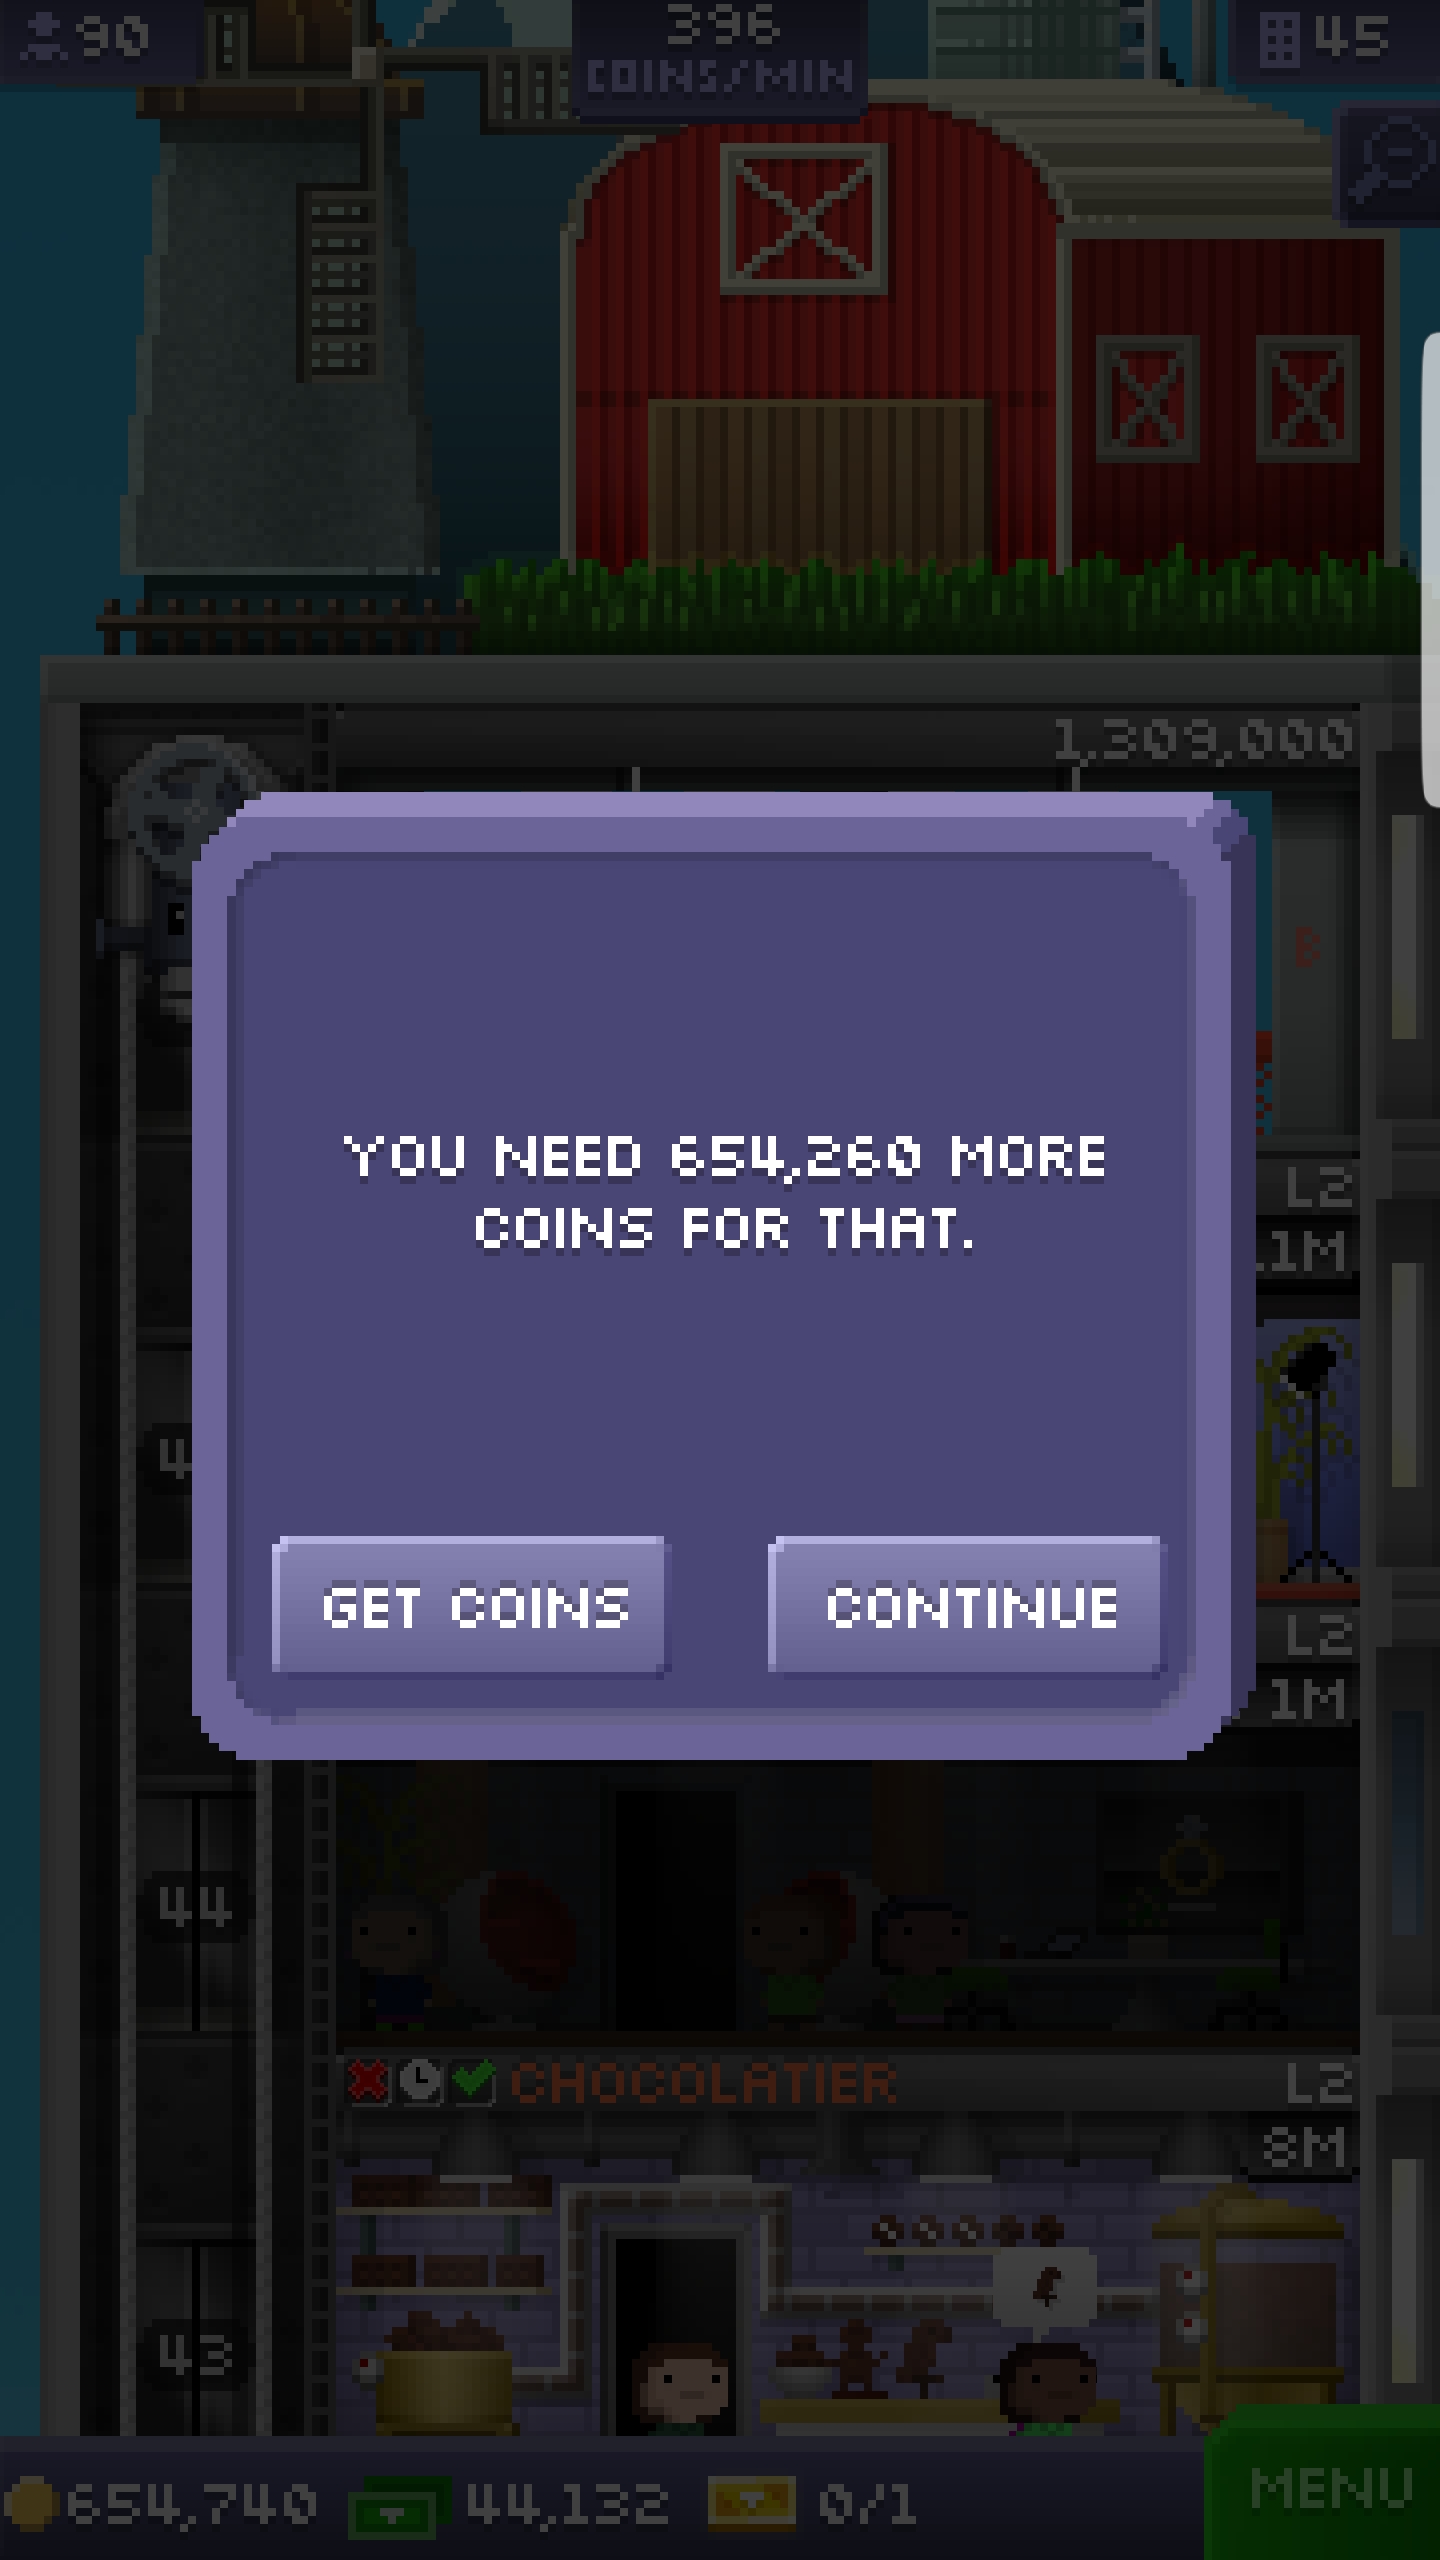 90
396
COINS/MIN
45
1,309,000
B
YOU NEED 654,260 MORE
COINS FOR THAT.
GET COINS
CONTINUE
L2
1M
4
L2
1M
44
CHOCOLATIER
L2
8M
43
654,740
44,132
0/1
MENU